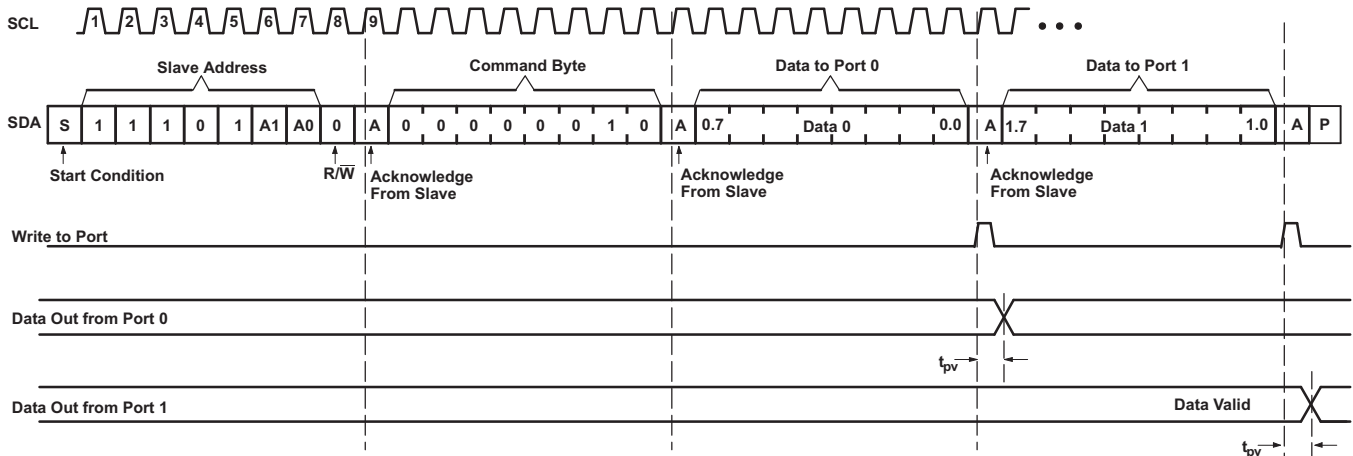 SCL 1 2 3 4 5 6 7 8 9 • • •
Slave Address Command Byte Data to Port 0 Data to Port 1
SDA S 1 1 1 0 1 A1 A0 0 A 0 0 0 0 0 0 1 0 A 0.7 Data 0 0.0 A 1.7 Data 1 1.0 A P
Start Condition R/W̅ Acknowledge From Slave Acknowledge From Slave Acknowledge From Slave
Write to Port
Data Out from Port 0
tpv
Data Out from Port 1 Data Valid
tpv